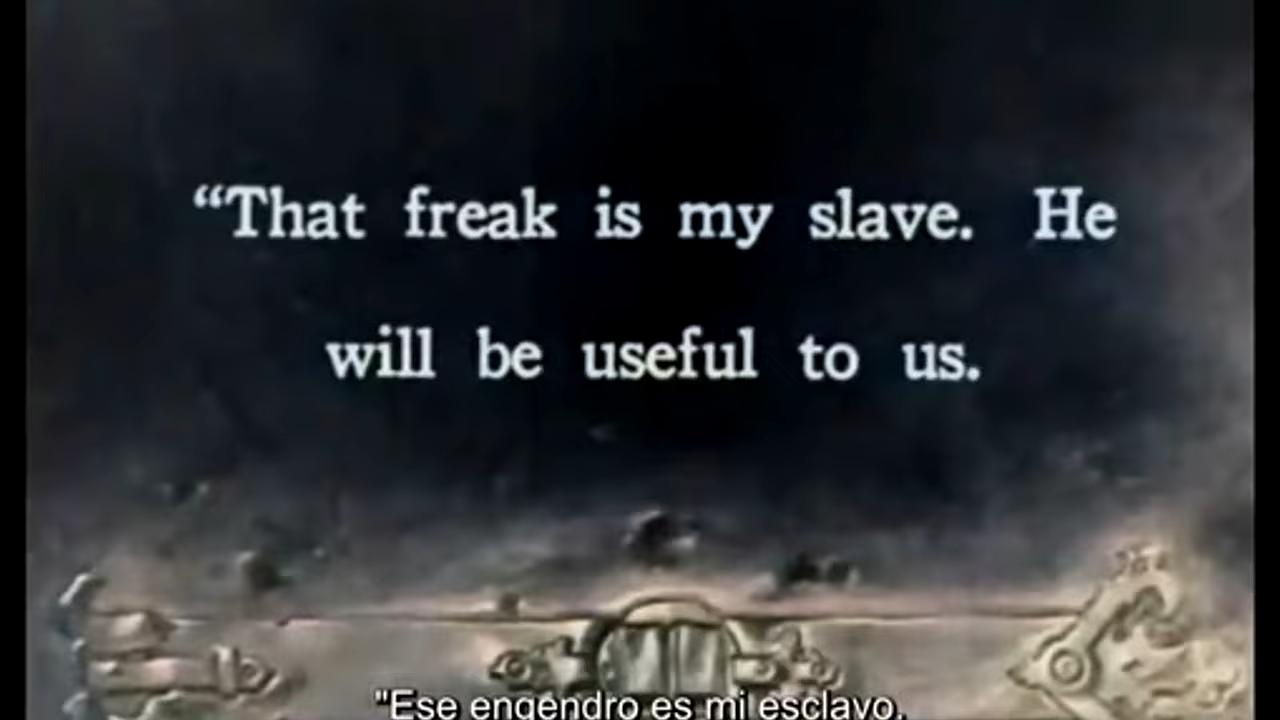 “That freak is my slave. He
will be useful to us.
"Ese engendro es mi esclavo.